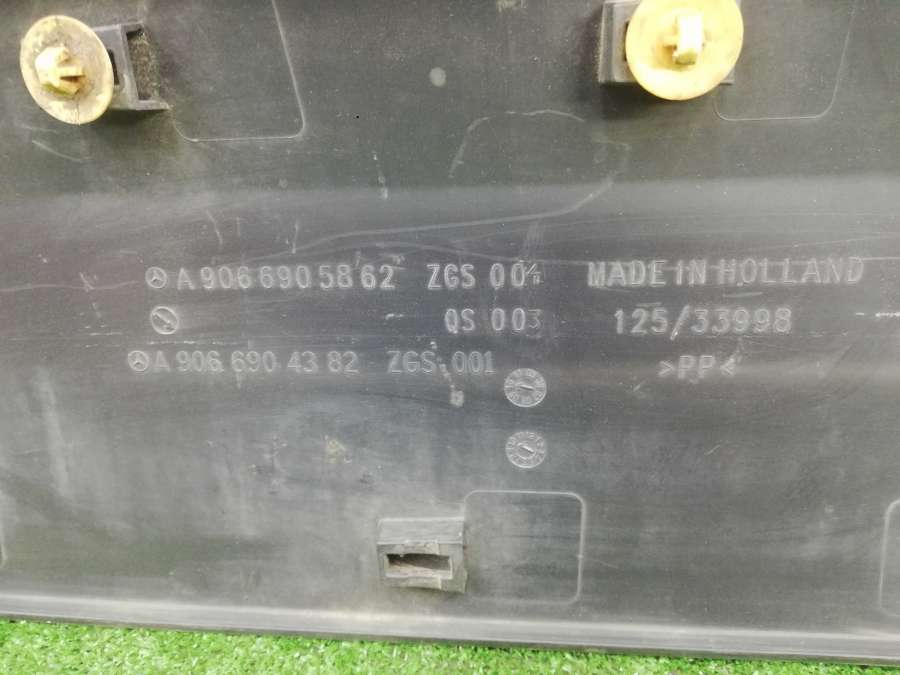 A 906 690 58 62 ZGS 004 MADE IN HOLLAND
QS 003 125/33998
A 906 690 43 82 ZGS 001 >PP<